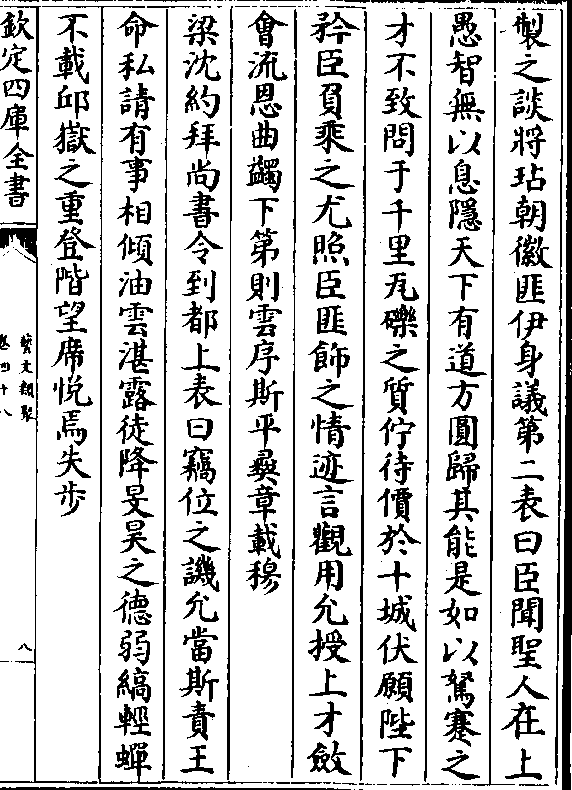 製之談將玷朝徽匪伊身議第二表曰臣聞聖人在上
愚智無以息隱天下有道方圓歸其能是如以駑蹇之
才不致問于千里瓦礫之質佇待價於十城伏願陛下
矜臣負乘之尤照臣匪飾之情迹言觀用允授上才斂
會流恩曲蠲下第則雲序斯平彛章載穆
梁沈約拜尚書令到都上表曰竊位之譏允當斯責王
命私請有事相傾油雲湛露徒降旻昊之德弱縞輕蟬
不載邱嶽之重登階望席恱焉失步
欽定四庫全書
藝文類聚
卷四十八
八